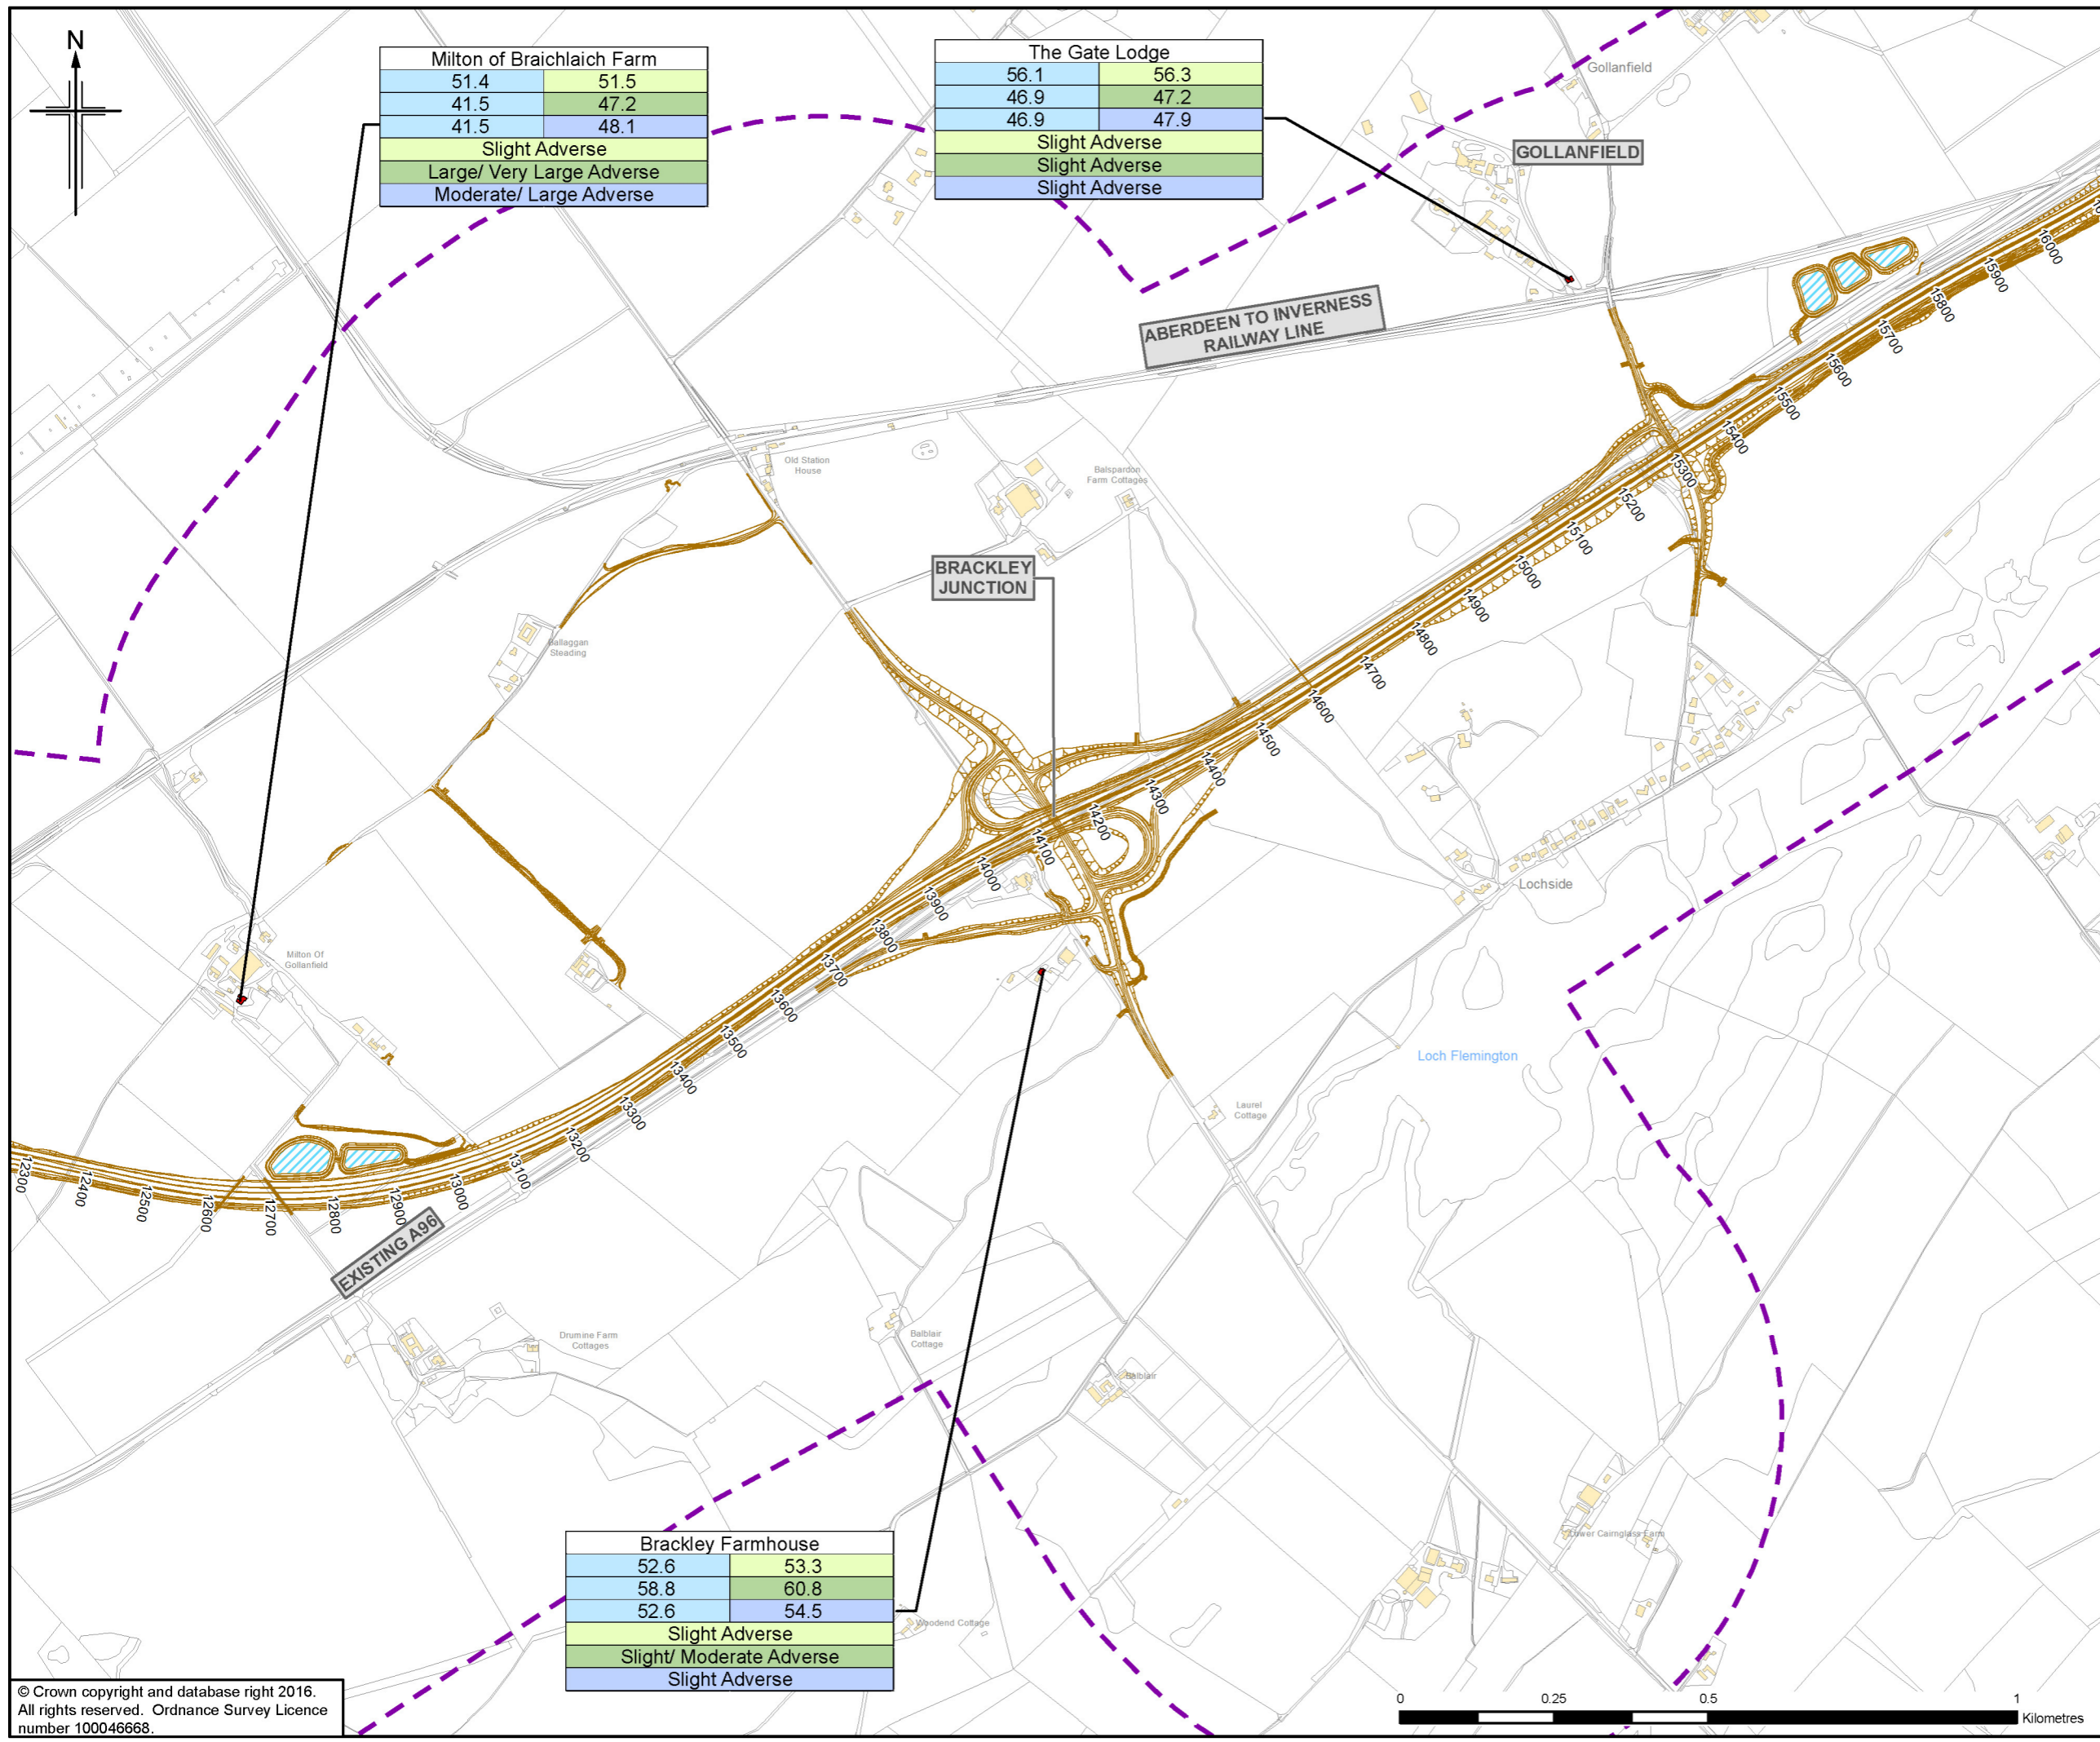 N
Milton of Braichlaich Farm
51.4 51.5
41.5 47.2
41.5 48.1
Slight Adverse
Large/ Very Large Adverse
Moderate/ Large Adverse
The Gate Lodge
56.1 56.3
46.9 47.2
46.9 47.9
Slight Adverse
Slight Adverse
Slight Adverse
Gollanfield
GOLLANFIELD
ABERDEEN TO INVERNESS
RAILWAY LINE
Old Station
House
Balspardon
Farm Cottages
BRACKLEY
JUNCTION
Ballaggan
Steading
Milton Of
Gollanfield
Lochside
Loch Flemington
Laurel
Cottage
EXISTING A96
Drumine Farm
Cottages
Balblair
Cottage
Balblair
Lower Cairnglass Farm
Woodend Cottage
12300
12400
12500
12600
12700
12800
12900
13000
13100
13200
13300
13400
13500
13600
13700
13800
13900
14000
14100
14200
14300
14400
14500
14600
14700
14800
14900
15000
15100
15200
15300
15400
15500
15600
15700
15800
15900
16000
Brackley Farmhouse
52.6 53.3
58.8 60.8
52.6 54.5
Slight Adverse
Slight/ Moderate Adverse
Slight Adverse
© Crown copyright and database right 2016.
All rights reserved. Ordnance Survey Licence
number 100046668.
0 0.25 0.5 1
Kilometres